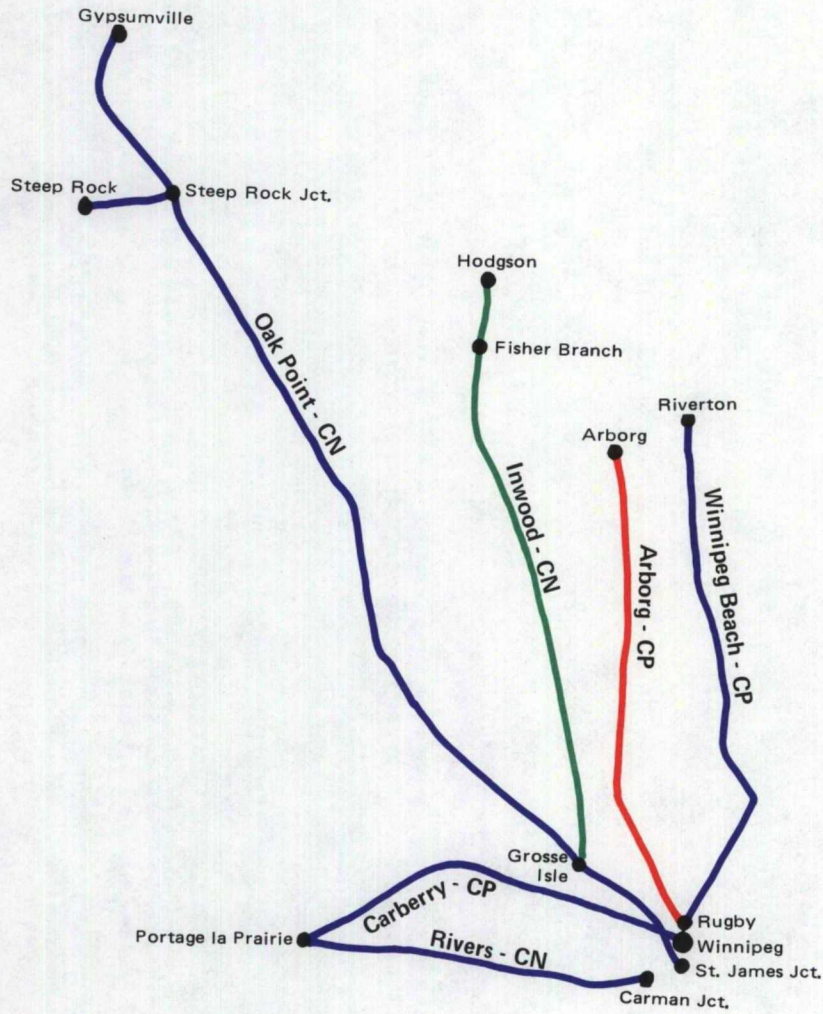 Gypsumville
Steep Rock
Steep Rock Jct.
Hodgson
Oak Point - CN
Fisher Branch
Riverton
Arborg
Inwood - CN
Winnipeg Beach - CP
Arborg - CP
Grosse
Isle
Carberry - CP
Rugby
Portage la Prairie
Rivers - CN
Winnipeg
St. James Jct.
Carman Jct.